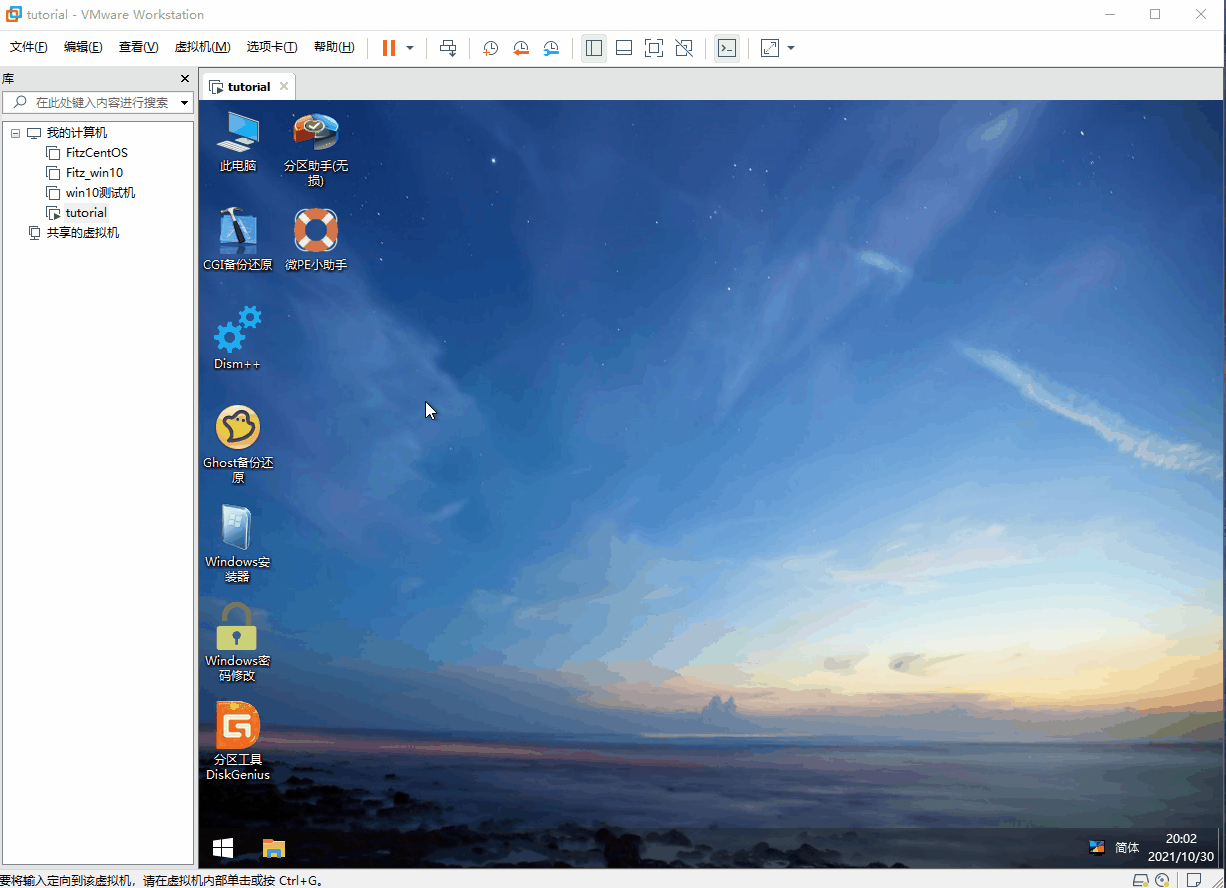 tutorial - VMware Workstation
文件(F) 编辑(E) 查看(V) 虚拟机(M) 选项卡(T) 帮助(H)
库
在此处键入内容进行搜索
我的计算机
FitzCentOS
Fitz_win10
win10测试机
tutorial
共享的虚拟机
tutorial
此电脑
分区助手(无
损)
CGI备份还原
微PE小助手
Dism++
Ghost备份还
原
Windows安
装器
Windows密
码修改
分区工具
DiskGenius
简体
20:02
2021/10/30
要将输入定向到该虚拟机，请在虚拟机内部单击或按 Ctrl+G。